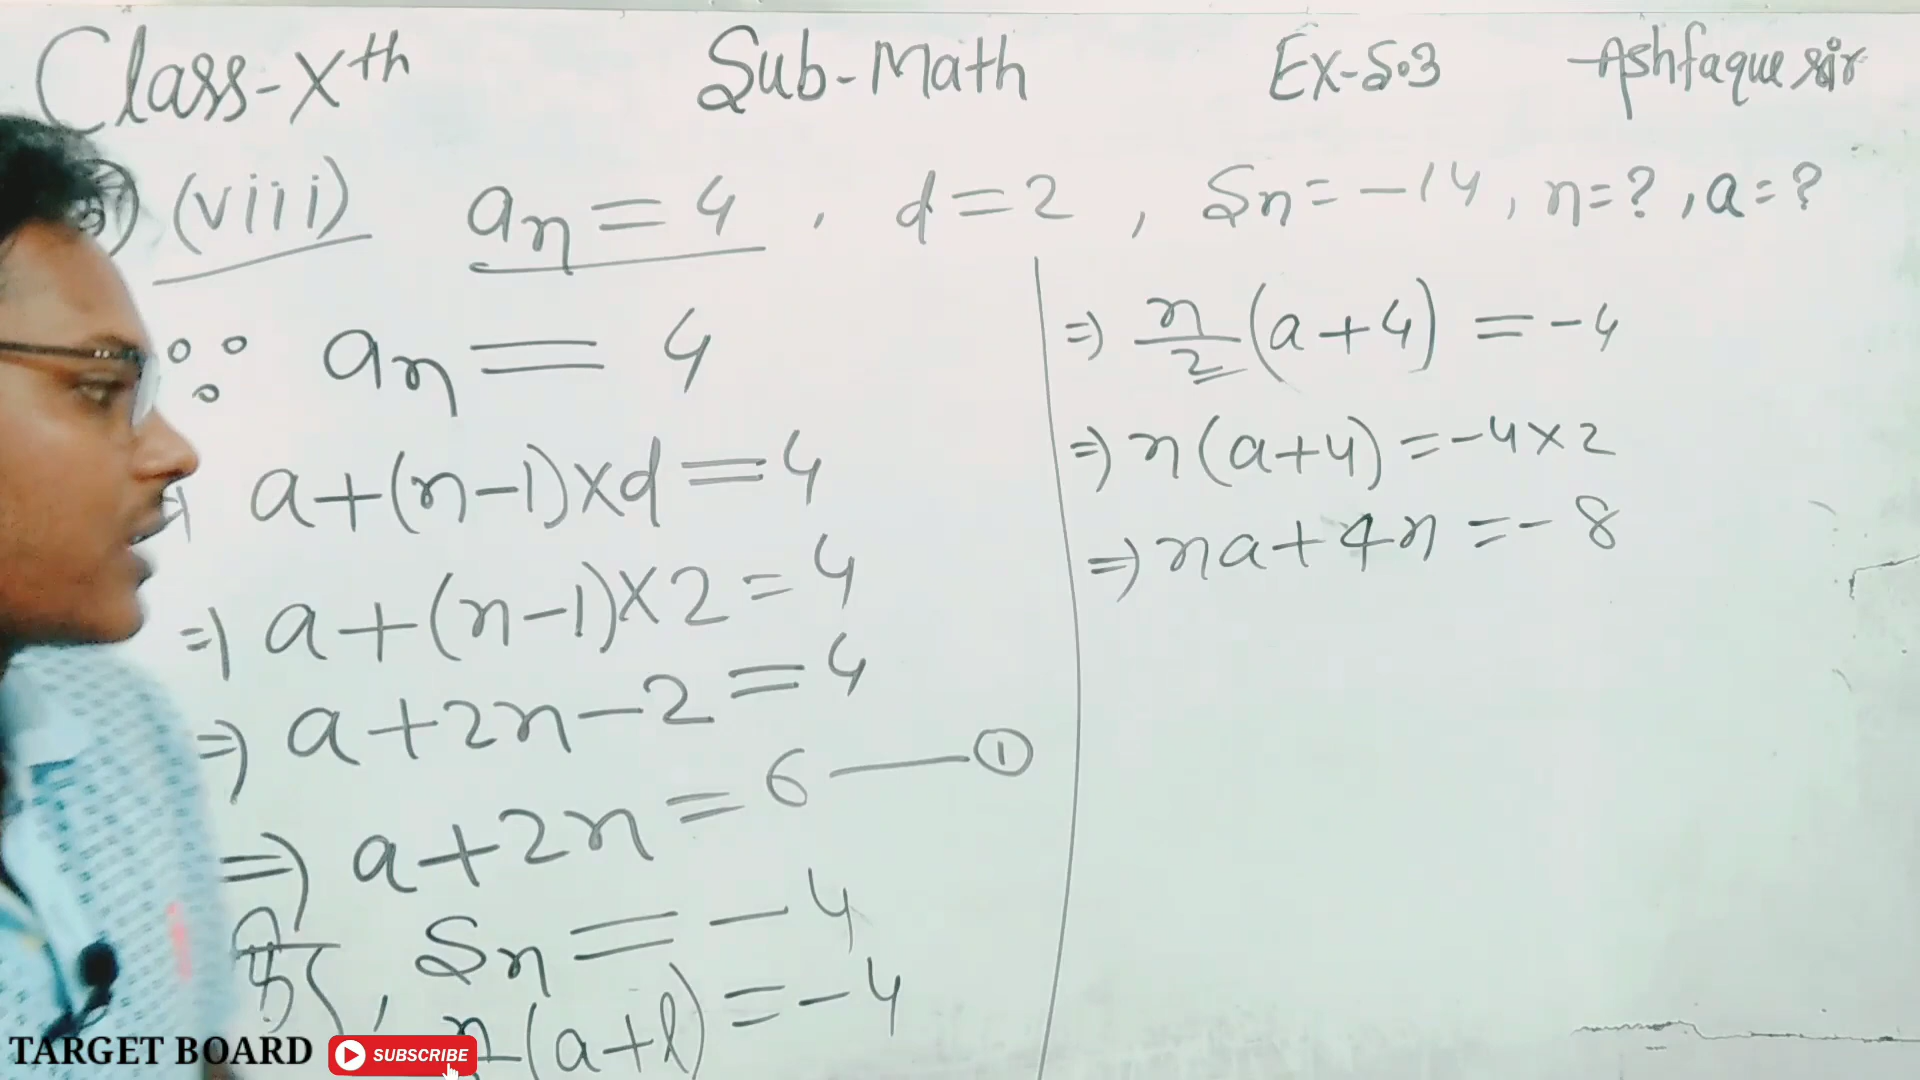 Class-Xth Sub-Math Ex-5.3 Ashfaque sir
(viii) an = 4 , d = 2 , Sn = -14 , n = ? , a = ?
∵ an = 4
⇒ a+(n-1)×d = 4
⇒ a+(n-1)×2 = 4
⇒ a+2n-2 = 4
⇒ a+2n = 6 —— ①
फिर, Sn = -4
n(a+l) = -4
⇒ n/2 (a+4) = -4
⇒ n(a+4) = -4×2
⇒ na+4n = -8
TARGET BOARD SUBSCRIBE